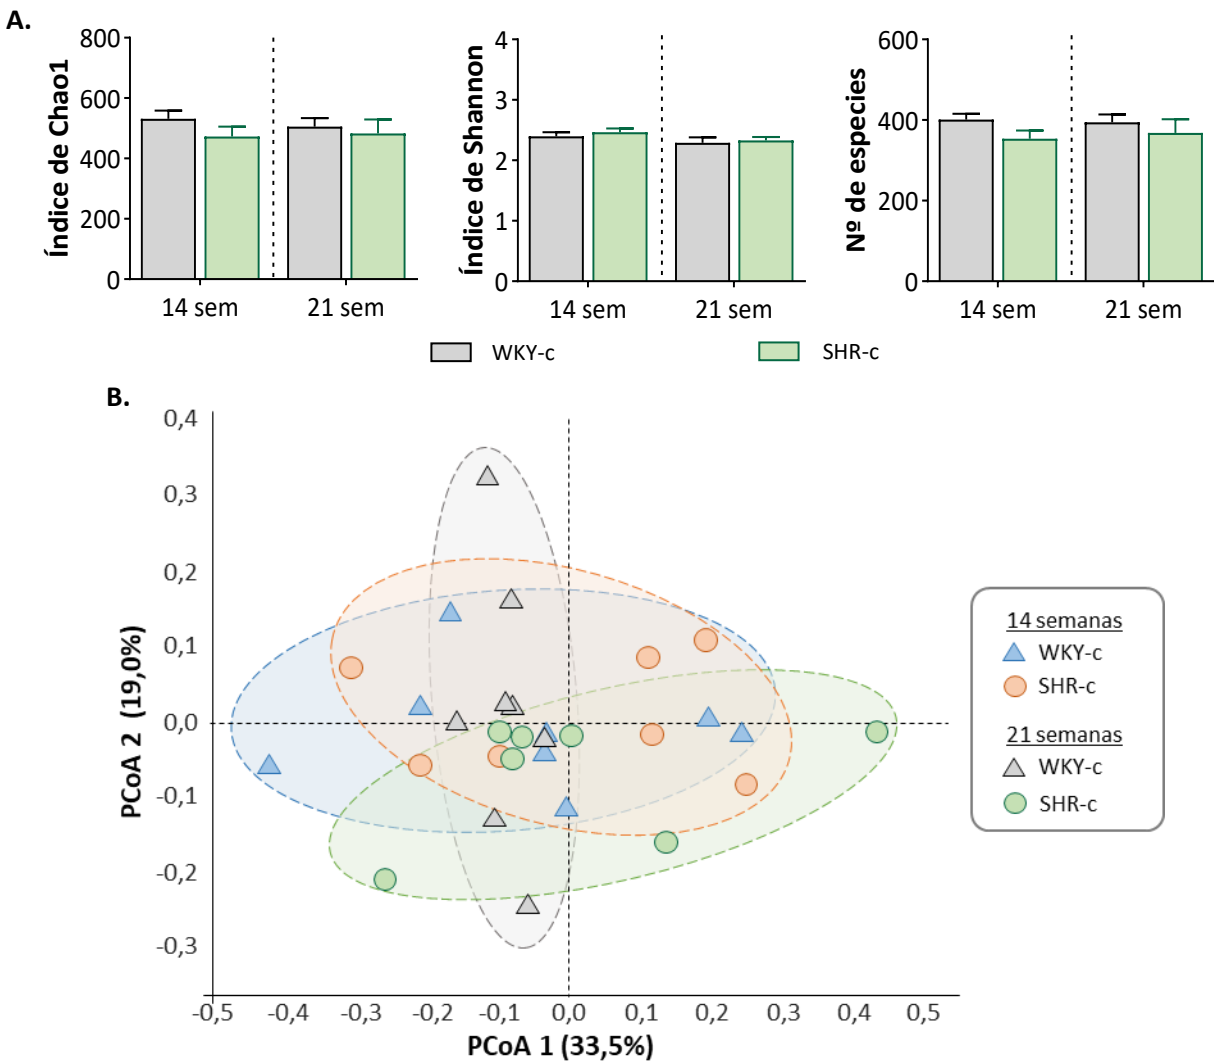 A.
Índice de Chao1
800
600
400
200
0
14 sem
21 sem
Índice de Shannon
4
3
2
1
0
14 sem
21 sem
Nº de especies
600
400
200
0
14 sem
21 sem
WKY-c
SHR-c
B.
PCoA 2 (19,0%)
0,4
0,3
0,2
0,1
0,0
-0,1
-0,2
-0,3
-0,5 -0,4 -0,3 -0,2 -0,1 0,0 0,1 0,2 0,3 0,4 0,5
PCoA 1 (33,5%)
14 semanas
WKY-c
SHR-c
21 semanas
WKY-c
SHR-c